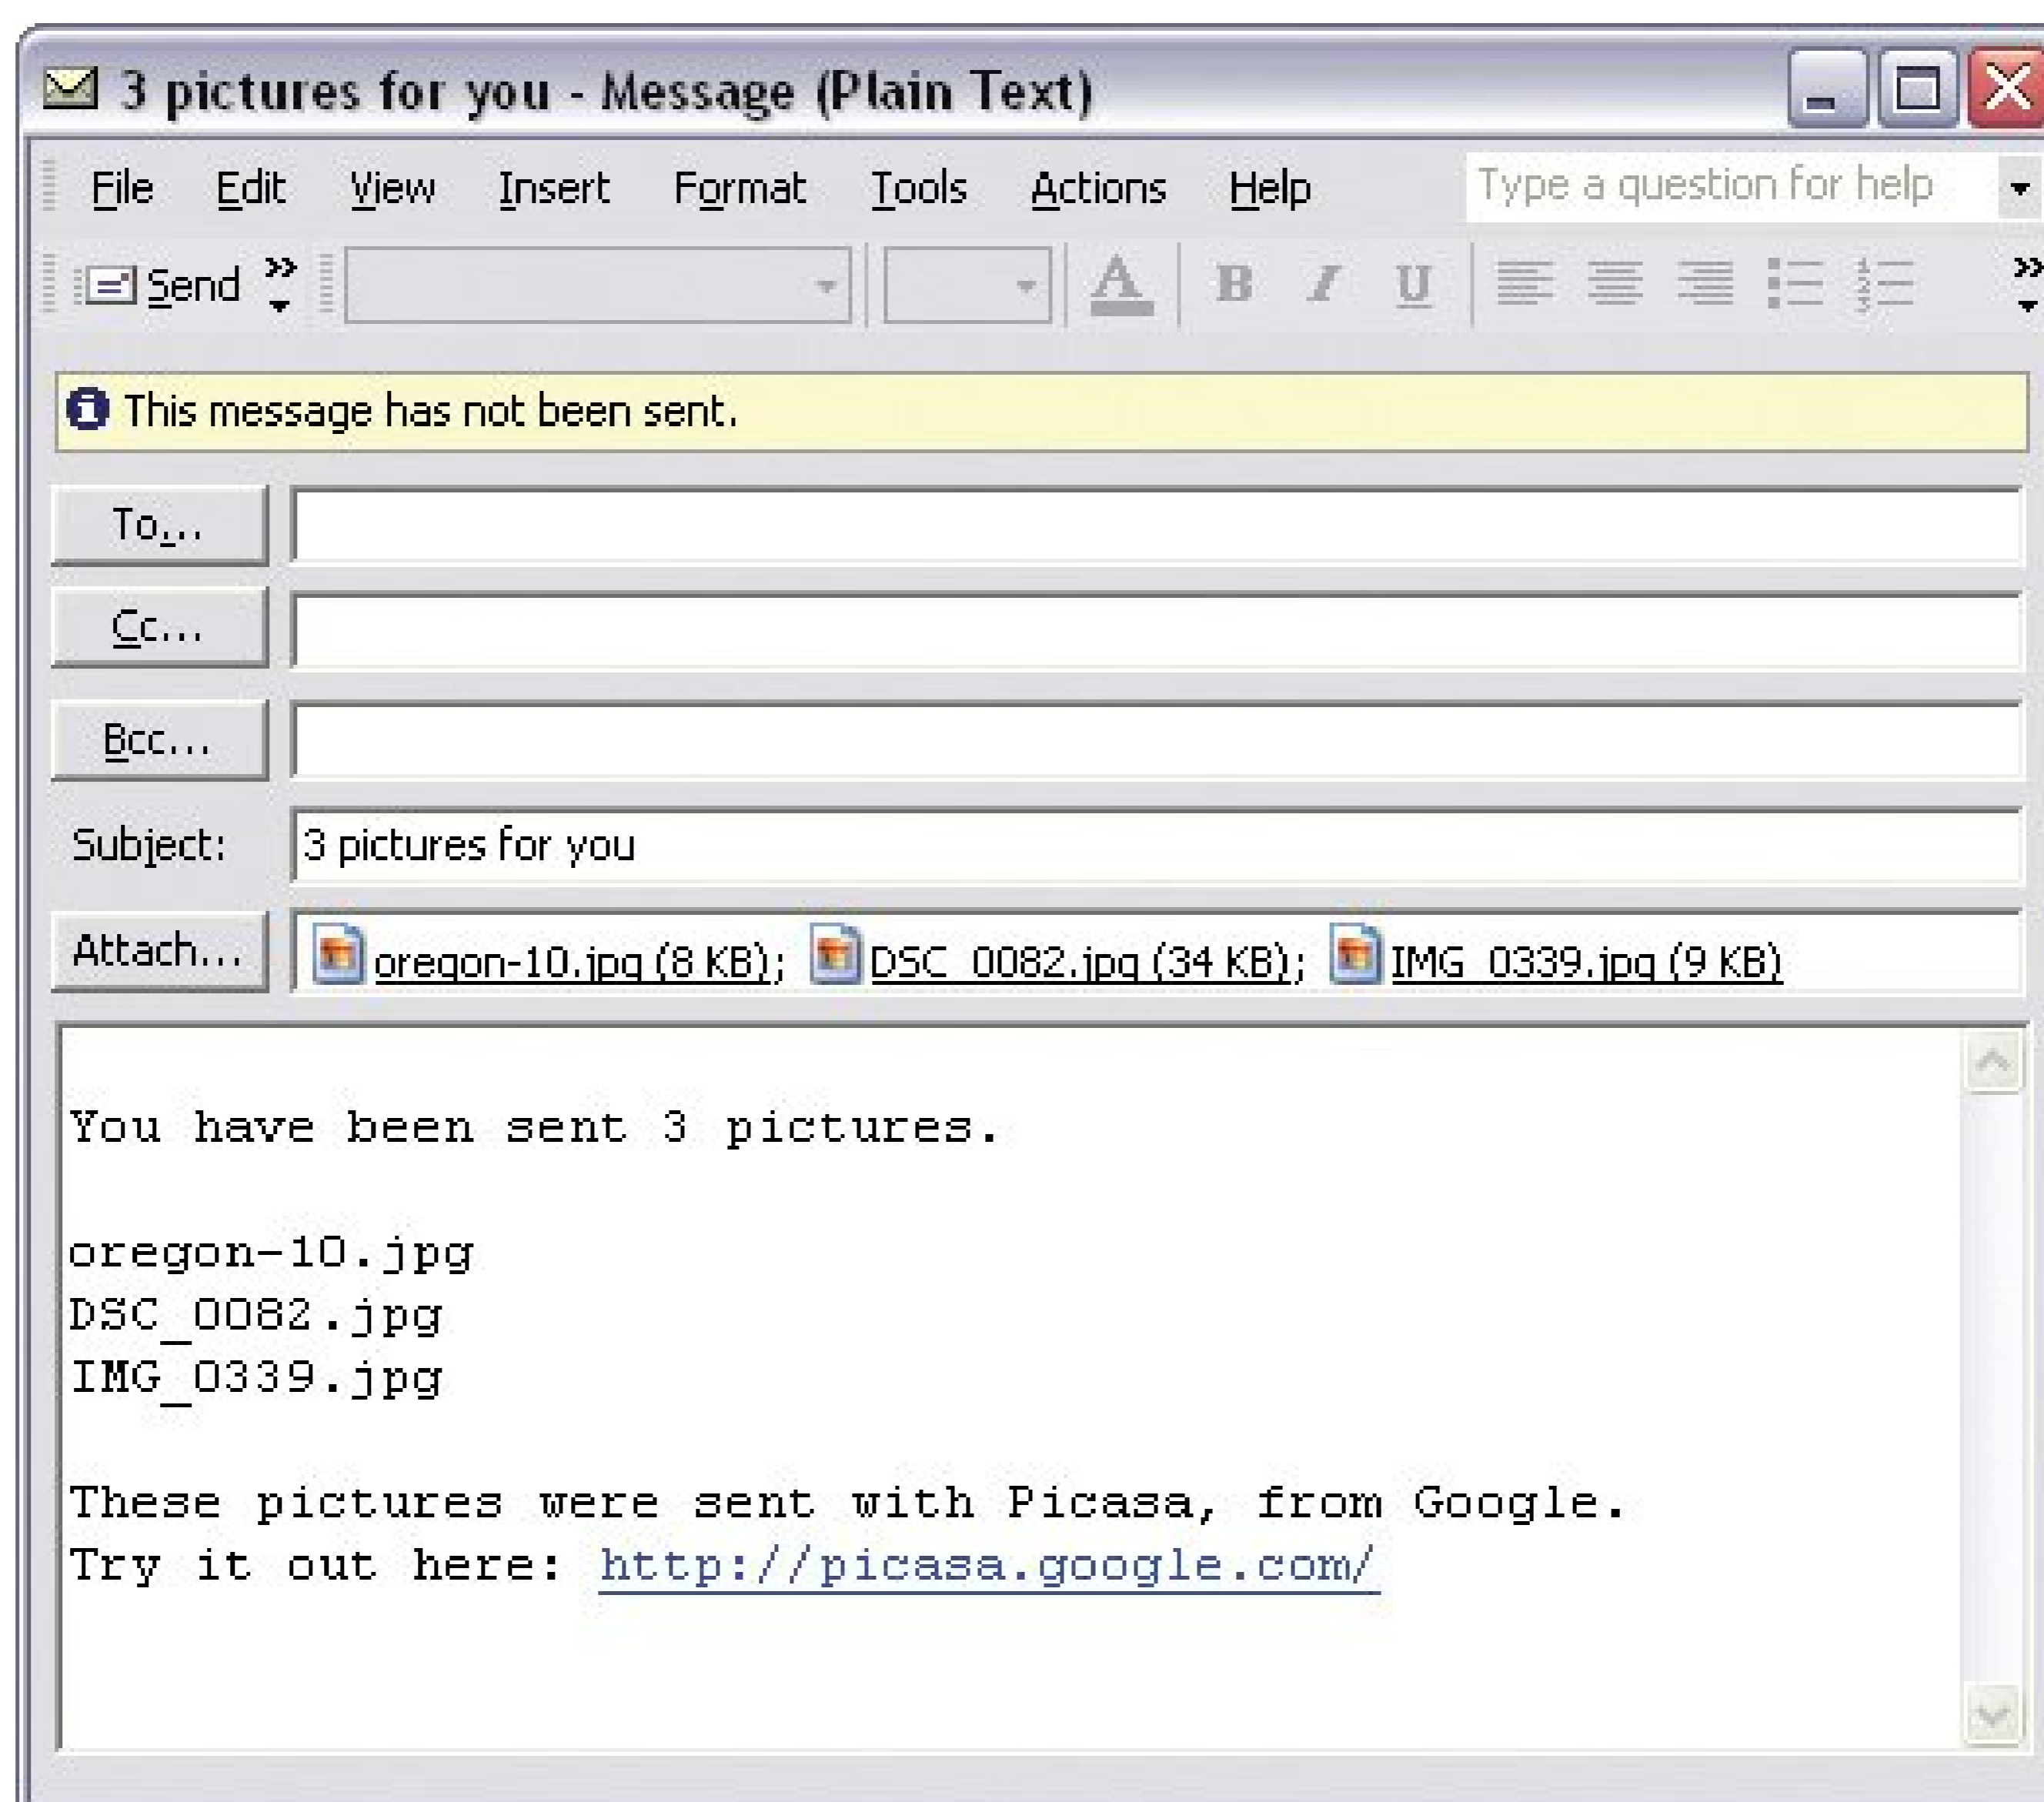 3 pictures for you - Message (Plain Text)
File Edit View Insert Format Tools Actions Help Type a question for help
Send A B I U
This message has not been sent.
To...
Cc...
Bcc...
Subject: 3 pictures for you
Attach... oregon-10.jpg (8 KB); DSC_0082.jpg (34 KB); IMG_0339.jpg (9 KB)
You have been sent 3 pictures.
oregon-10.jpg
DSC_0082.jpg
IMG_0339.jpg
These pictures were sent with Picasa, from Google.
Try it out here: http://picasa.google.com/